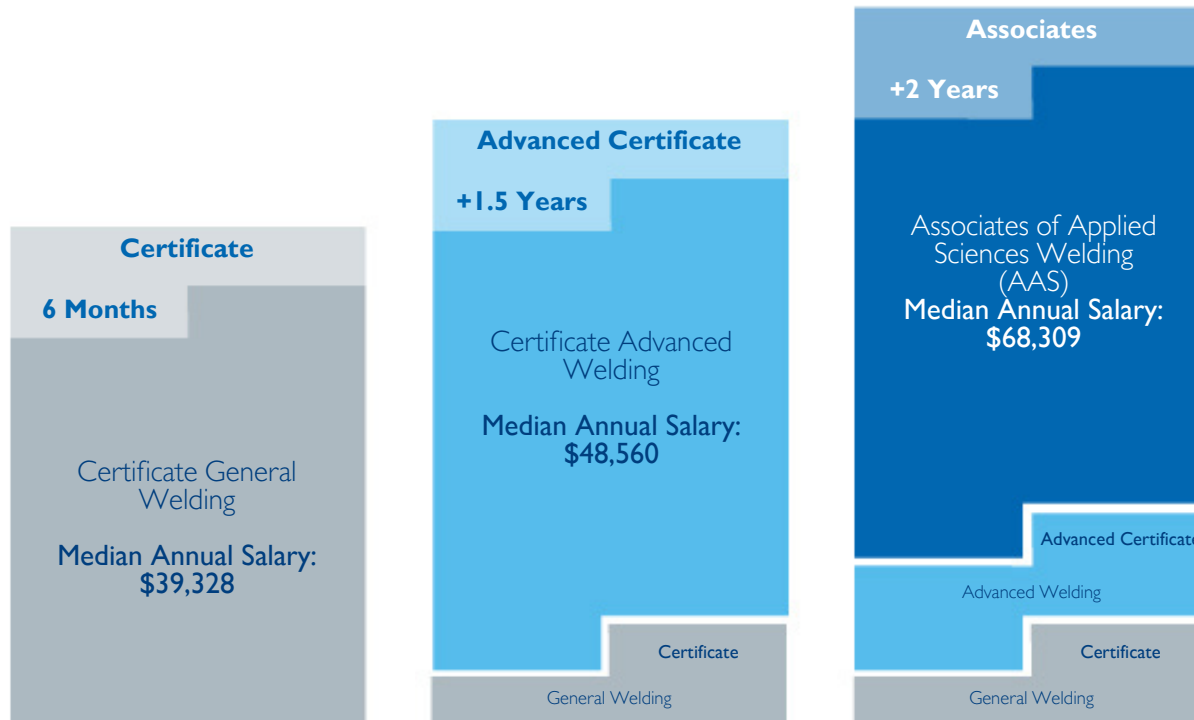 Certificate
6 Months
Certificate General
Welding
Median Annual Salary:
$39,328
Advanced Certificate
+1.5 Years
Certificate Advanced
Welding
Median Annual Salary:
$48,560
Certificate
General Welding
Associates
+2 Years
Associates of Applied
Sciences Welding
(AAS)
Median Annual Salary:
$68,309
Advanced Certificate
Advanced Welding
Certificate
General Welding